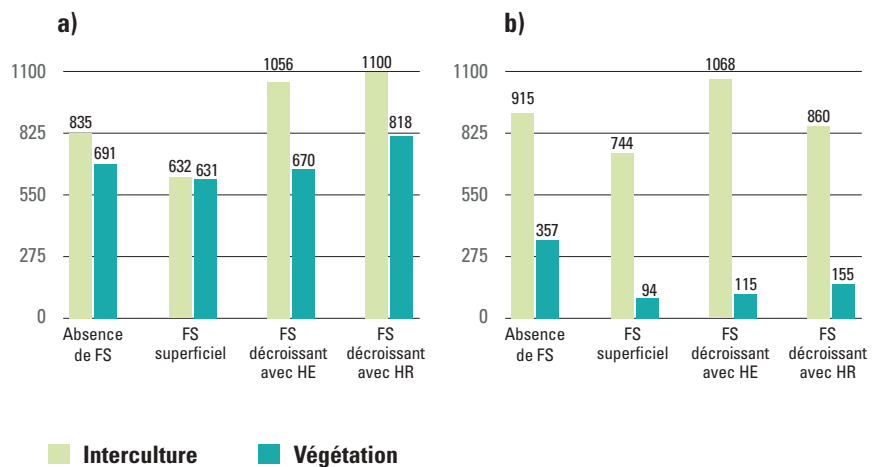 a)
1100
825
550
275
0
835
691
632
631
1056
670
1100
818
Absence
de FS
FS
superficiel
FS
décroissant
avec HE
FS
décroissant
avec HR
b)
1100
825
550
275
0
915
357
744
94
1068
115
860
155
Absence
de FS
FS
superficiel
FS
décroissant
avec HE
FS
décroissant
avec HR
Interculture
Végétation